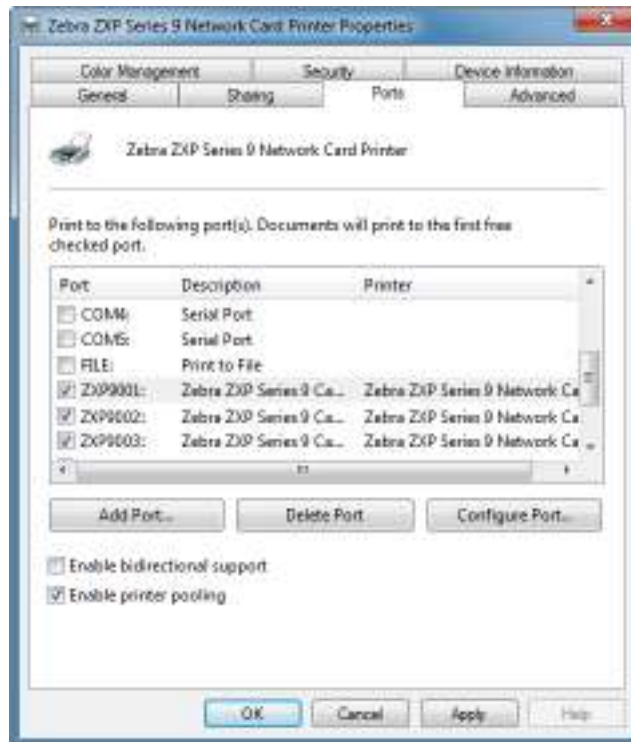 Zebra ZXP Series 9 Network Card Printer Properties
Color Management Security Device Information
General Sharing Ports Advanced
Zebra ZXP Series 9 Network Card Printer
Print to the following port(s). Documents will print to the first free
checked port.
Port Description Printer
COM4: Serial Port
COM5: Serial Port
FILE: Print to File
ZXP9001: Zebra ZXP Series 9 Ca... Zebra ZXP Series 9 Network Ca
ZXP9002: Zebra ZXP Series 9 Ca... Zebra ZXP Series 9 Network Ca
ZXP9003: Zebra ZXP Series 9 Ca... Zebra ZXP Series 9 Network Ca
Add Port... Delete Port Configure Port...
Enable bidirectional support
Enable printer pooling
OK Cancel Apply Help